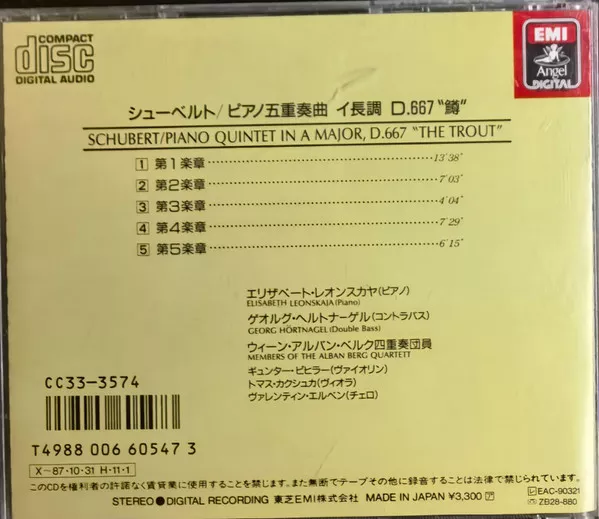 COMPACT
disc
DIGITAL AUDIO
EMI
Angel
DIGITAL
シューベルト/ピアノ五重奏曲 イ長調 D.667 "鱒"
SCHUBERT/PIANO QUINTET IN A MAJOR, D.667 "THE TROUT"
1 第1楽章 13'38"
2 第2楽章 7'03"
3 第3楽章 4'04"
4 第4楽章 7'29"
5 第5楽章 6'15"
エリザベート・レオンスカヤ(ピアノ)
ELISABETH LEONSKAJA(Piano)
ゲオルグ・ヘルトナーゲル(コントラバス)
GEORG HÖRTNAGEL(Double Bass)
ウィーン・アルバン・ベルク四重奏団員
MEMBERS OF THE ALBAN BERG QUARTETT
ギュンター・ピヒラー(ヴァイオリン)
トマス・カクシュカ(ヴィオラ)
ヴァレンティン・エルベン(チェロ)
CC33-3574
T4988 006 60547 3
X~87・10・31 H・11・1
このCDを権利者の許諾なく賃貸業に使用することを禁じます。また無断でテープその他に録音することは法律で禁じられています。
STEREO●DIGITAL RECORDING 東芝EMI株式会社 MADE IN JAPAN ¥3,300
EAC-90321
ZB28-880